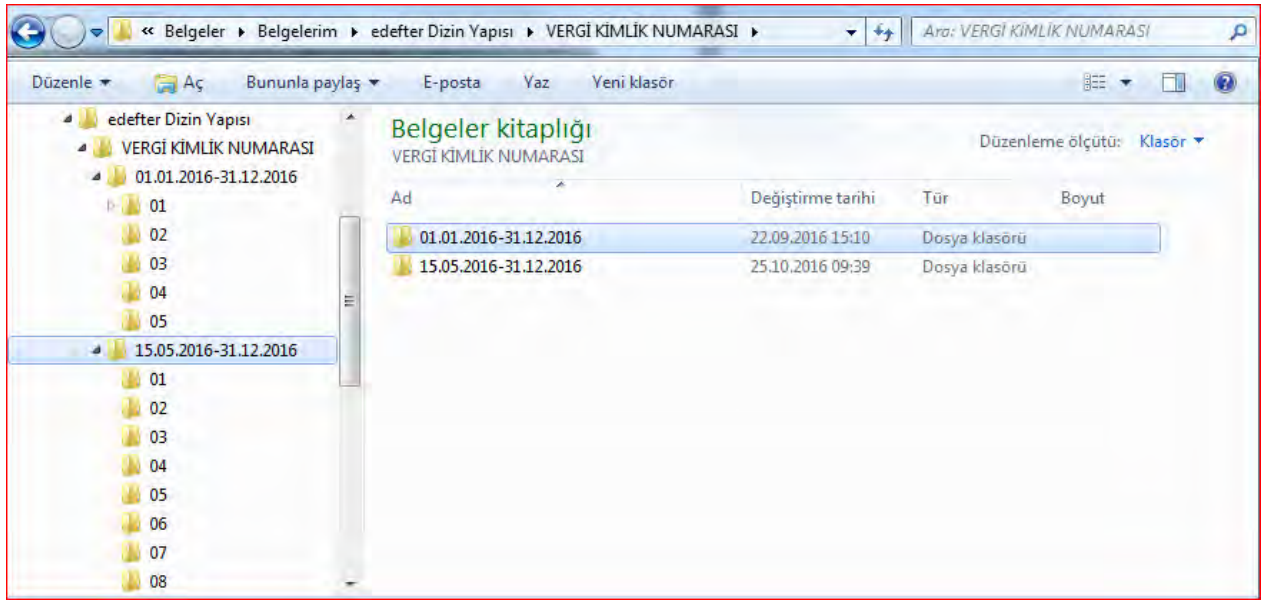 « Belgeler ▸ Belgelerim ▸ edefter Dizin Yapısı ▸ VERGİ KİMLİK NUMARASI ▸ Ara: VERGİ KİMLİK NUMARASI
Düzenle Aç Bununla paylaş E-posta Yaz Yeni klasör
edefter Dizin Yapısı
VERGİ KİMLİK NUMARASI
01.01.2016-31.12.2016
01
02
03
04
05
15.05.2016-31.12.2016
01
02
03
04
05
06
07
08
Belgeler kitaplığı
VERGİ KİMLİK NUMARASI
Düzenleme ölçütü: Klasör
Ad Değiştirme tarihi Tür Boyut
01.01.2016-31.12.2016 22.09.2016 15:10 Dosya klasörü
15.05.2016-31.12.2016 25.10.2016 09:39 Dosya klasörü